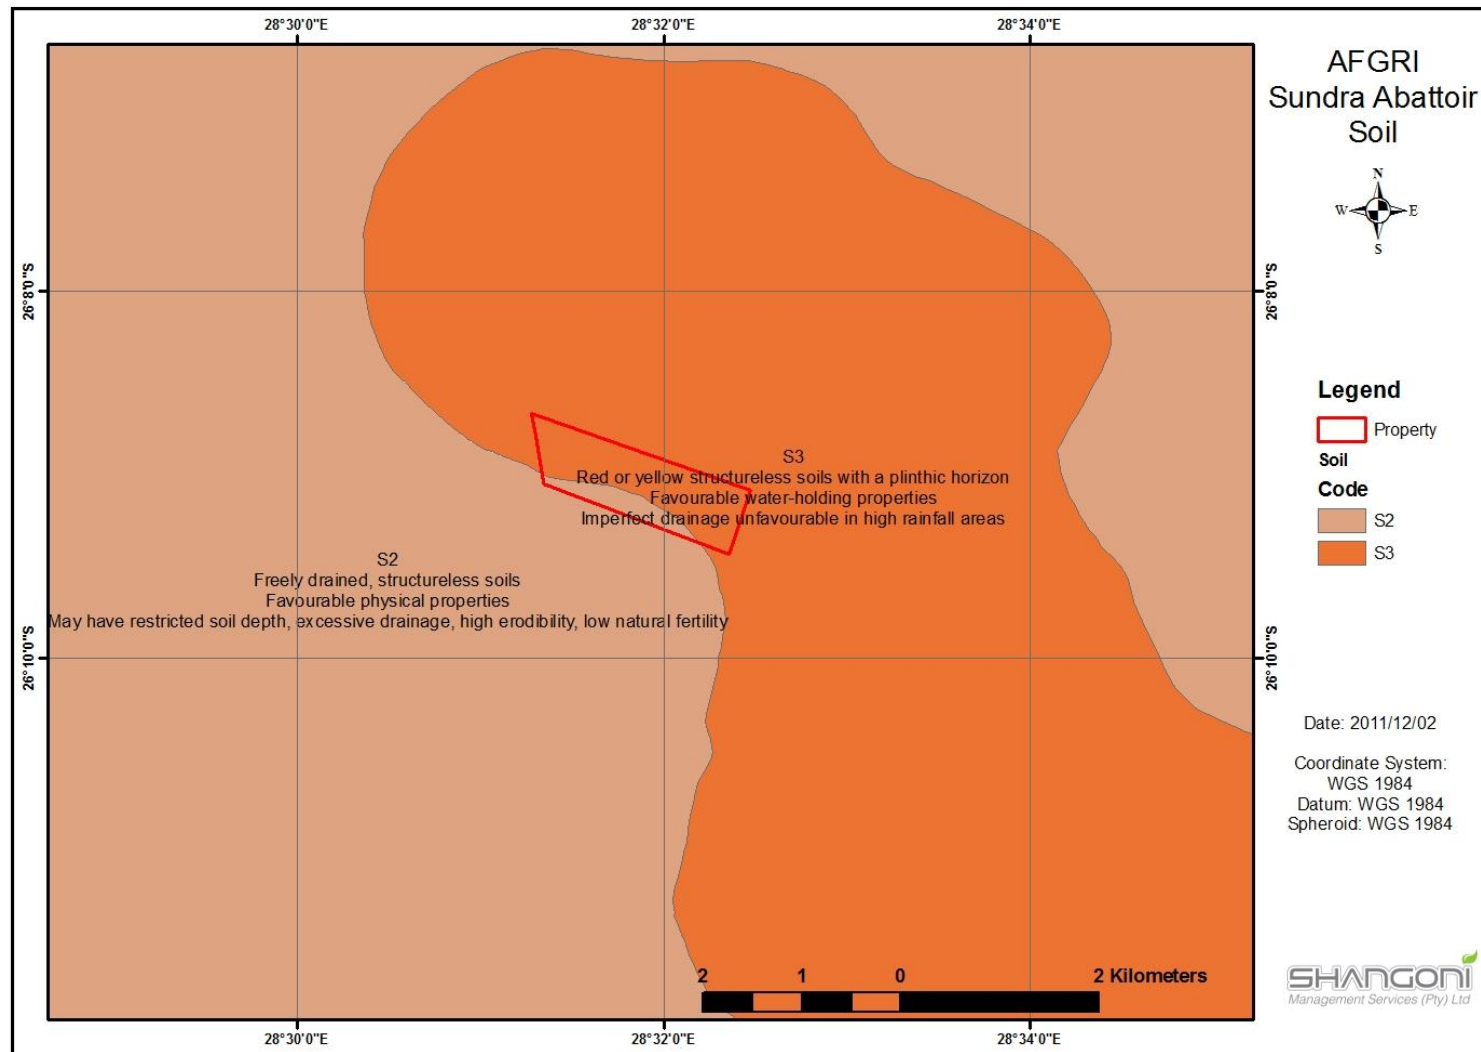 28°30'0"E
28°32'0"E
28°34'0"E
AFGRI
Sundra Abattoir
Soil
N
W
E
S
26°8'0"S
26°8'0"S
Legend
Property
Soil
Code
S2
S3
S3
Red or yellow structureless soils with a plinthic horizon
Favourable water-holding properties
Imperfect drainage unfavourable in high rainfall areas
S2
Freely drained, structureless soils
Favourable physical properties
May have restricted soil depth, excessive drainage, high erodibility, low natural fertility
26°10'0"S
26°10'0"S
Date: 2011/12/02
Coordinate System:
WGS 1984
Datum: WGS 1984
Spheroid: WGS 1984
2 1 0 2 Kilometers
SHANGONI
Management Services (Pty) Ltd
28°30'0"E
28°32'0"E
28°34'0"E